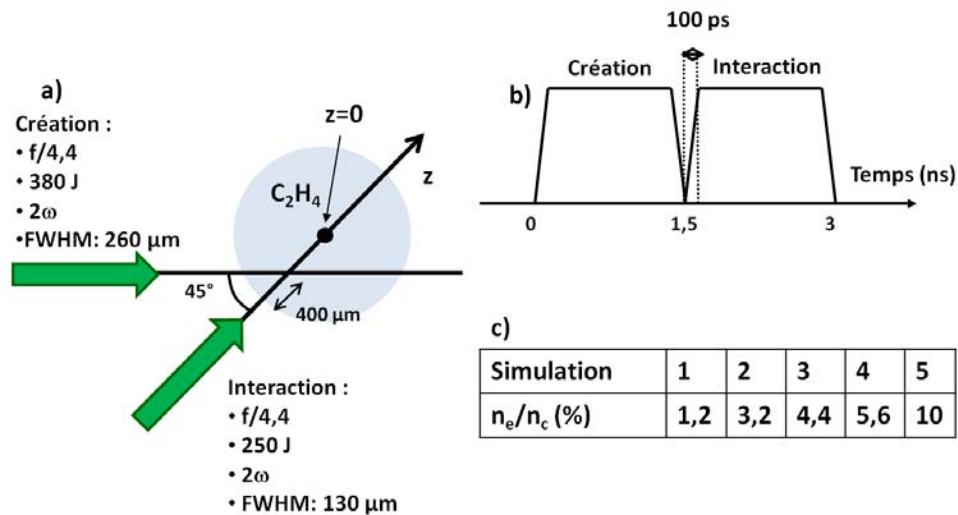 a)
Création :
• f/4,4
• 380 J
• 2ω
•FWHM: 260 µm
z=0
C2H4
z
45°
400 µm
Interaction :
• f/4,4
• 250 J
• 2ω
• FWHM: 130 µm
100 ps
b)
Création Interaction
Temps (ns)
0 1,5 3
c)
Simulation 1 2 3 4 5
ne/nc (%) 1,2 3,2 4,4 5,6 10